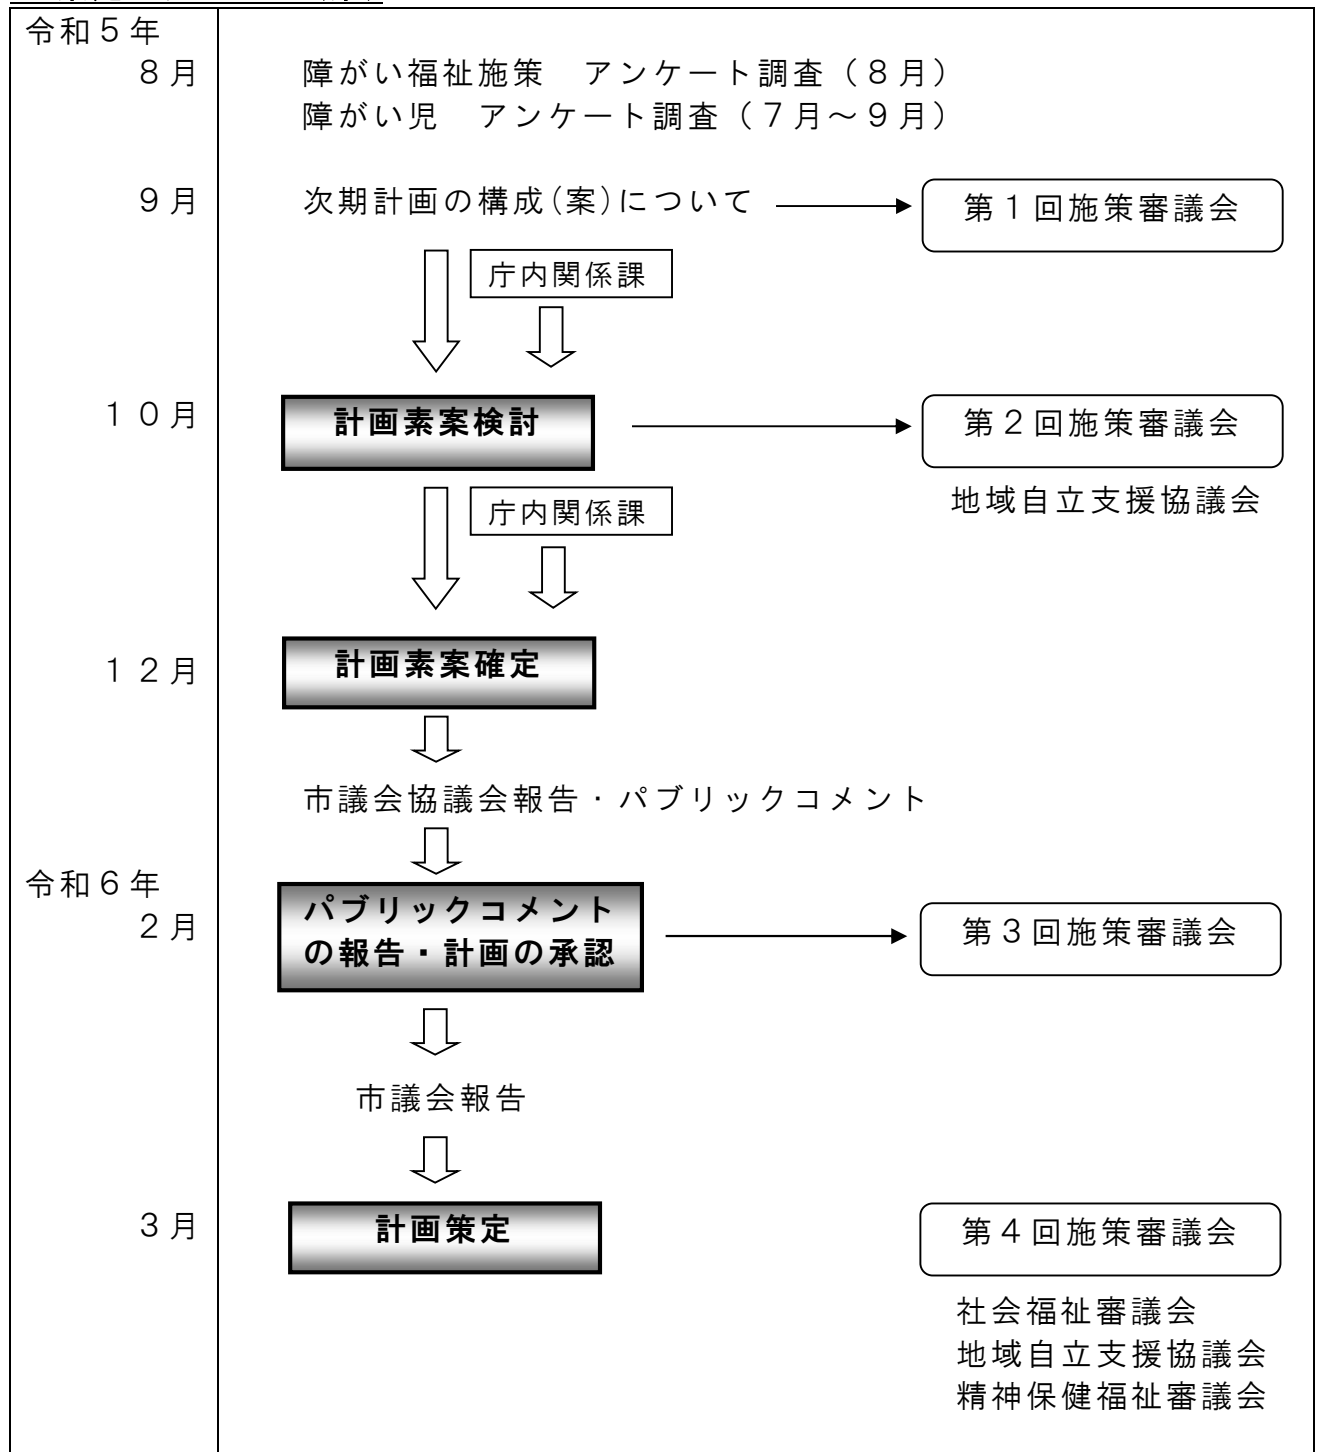 令和５年
８月
障がい福祉施策　アンケート調査（８月）
障がい児　アンケート調査（７月～９月）
９月
次期計画の構成(案)について
第１回施策審議会
庁内関係課
１０月
計画素案検討
第２回施策審議会
地域自立支援協議会
庁内関係課
１２月
計画素案確定
市議会協議会報告・パブリックコメント
令和６年
２月
パブリックコメント
の報告・計画の承認
第３回施策審議会
市議会報告
３月
計画策定
第４回施策審議会
社会福祉審議会
地域自立支援協議会
精神保健福祉審議会